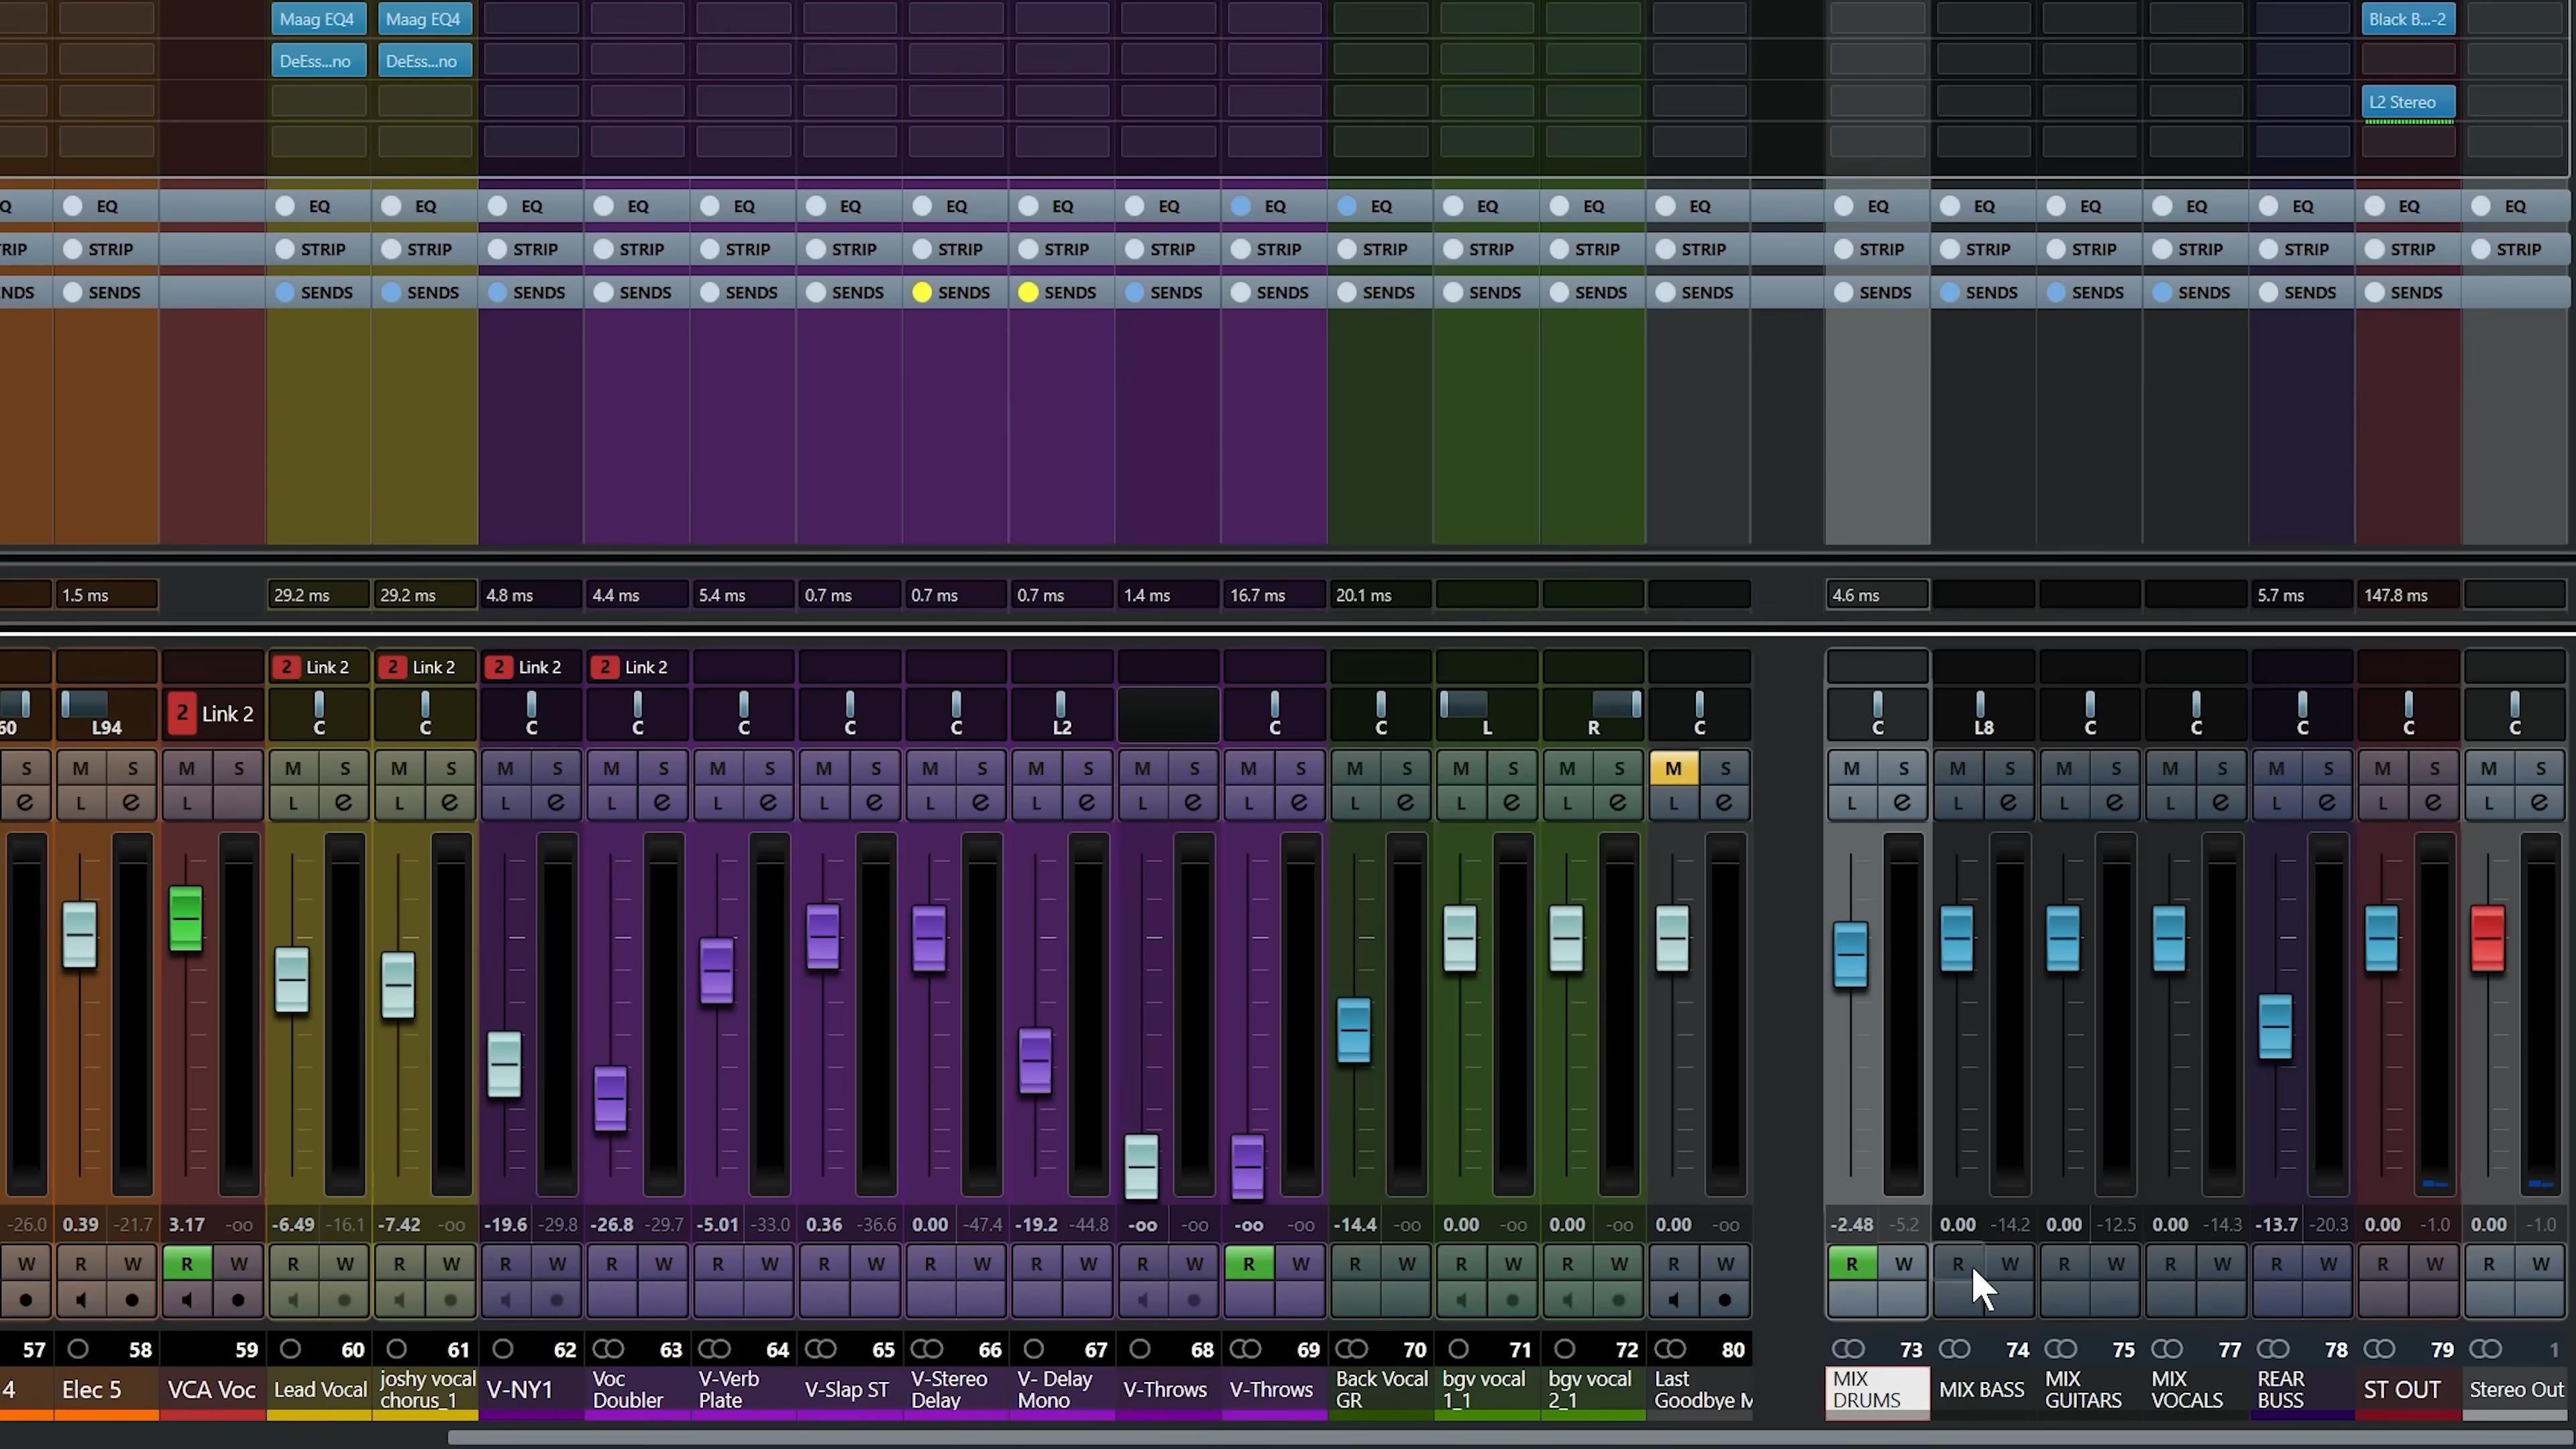 Maag EQ4 Maag EQ4 Black B...-2
DeEss...no DeEss...no
L2 Stereo
Q EQ EQ EQ EQ EQ EQ EQ EQ EQ EQ EQ EQ EQ EQ EQ EQ EQ EQ EQ EQ EQ EQ
RIP STRIP STRIP STRIP STRIP STRIP STRIP STRIP STRIP STRIP STRIP STRIP STRIP STRIP STRIP STRIP STRIP STRIP STRIP STRIP STRIP STRIP STRIP
NDS SENDS SENDS SENDS SENDS SENDS SENDS SENDS SENDS SENDS SENDS SENDS SENDS SENDS SENDS SENDS SENDS SENDS SENDS SENDS SENDS SENDS
1.5 ms 29.2 ms 29.2 ms 4.8 ms 4.4 ms 5.4 ms 0.7 ms 0.7 ms 0.7 ms 1.4 ms 16.7 ms 20.1 ms 4.6 ms 5.7 ms 147.8 ms
2 Link 2 2 Link 2 2 Link 2 2 Link 2
60 L94 2 Link 2 C C C C C C C L2 C C L R C C L8 C C C C C
S M S M S M S M S M S M S M S M S M S M S M S M S M S M S M S M S M S M S M S M S M S M S M S
e L e L L e L e L e L e L e L e L e L e L e L e L e L e L e L e L e L e L e L e L e L e
-26.0 0.39 -21.7 3.17 -oo -6.49 -16.1 -7.42 -oo -19.6 -29.8 -26.8 -29.7 -5.01 -33.0 0.36 -36.6 0.00 -47.4 -19.2 -44.8 -oo -oo -oo -oo -14.4 -oo 0.00 -oo 0.00 -oo 0.00 -oo -2.48 -5.2 0.00 -14.2 0.00 -12.5 0.00 -14.3 -13.7 -20.3 0.00 -1.0 0.00 -1.0
W R W R W R W R W R W R W R W R W R W R W R W R W R W R W R W R W R W R W R W R W R W R W R W
57 58 59 60 61 62 63 64 65 66 67 68 69 70 71 72 80 73 74 75 77 78 79 1
4 Elec 5 VCA Voc Lead Vocal joshy vocal chorus_1 V-NY1 Voc Doubler V-Verb Plate V-Slap ST V-Stereo Delay V- Delay Mono V-Throws V-Throws Back Vocal GR bgv vocal 1_1 bgv vocal 2_1 Last Goodbye M MIX DRUMS MIX BASS MIX GUITARS MIX VOCALS REAR BUSS ST OUT Stereo Out